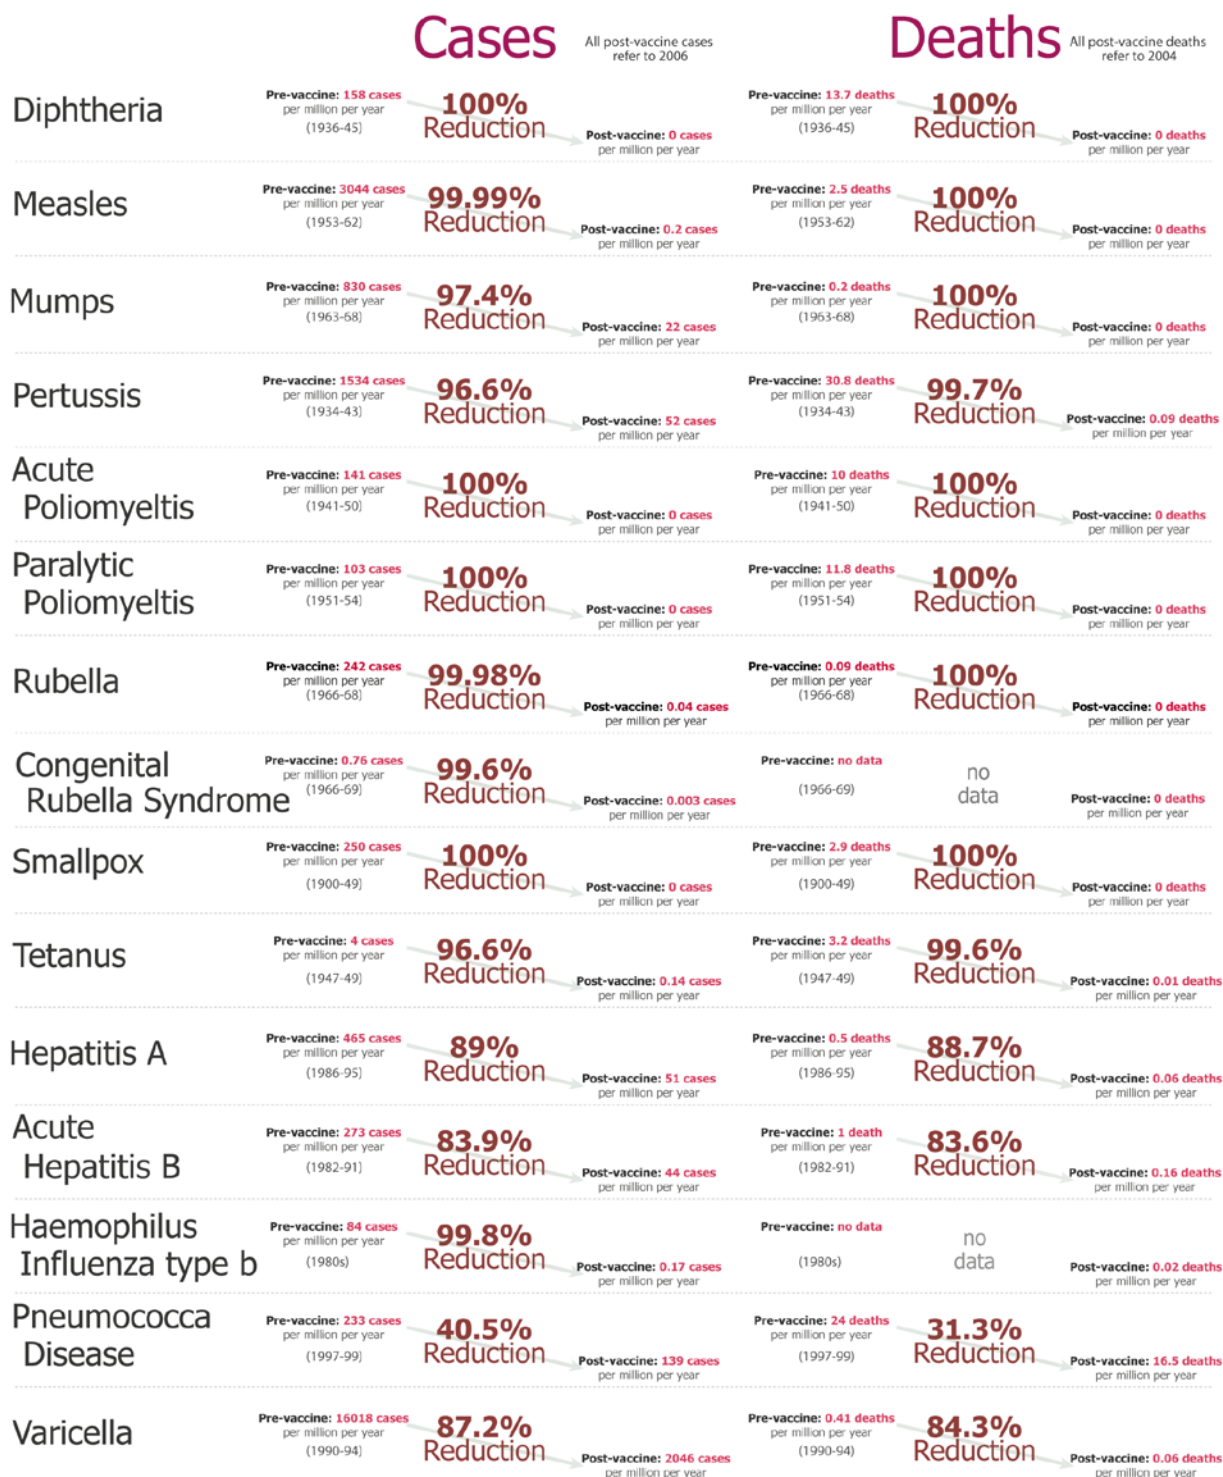 Cases
All post-vaccine cases
refer to 2006
Deaths
All post-vaccine deaths
refer to 2004
Diphtheria
Pre-vaccine: 158 cases
per million per year
(1936-45)
100%
Reduction
Post-vaccine: 0 cases
per million per year
Pre-vaccine: 13.7 deaths
per million per year
(1936-45)
100%
Reduction
Post-vaccine: 0 deaths
per million per year
Measles
Pre-vaccine: 3044 cases
per million per year
(1953-62)
99.99%
Reduction
Post-vaccine: 0.2 cases
per million per year
Pre-vaccine: 2.5 deaths
per million per year
(1953-62)
100%
Reduction
Post-vaccine: 0 deaths
per million per year
Mumps
Pre-vaccine: 830 cases
per million per year
(1963-68)
97.4%
Reduction
Post-vaccine: 22 cases
per million per year
Pre-vaccine: 0.2 deaths
per million per year
(1963-68)
100%
Reduction
Post-vaccine: 0 deaths
per million per year
Pertussis
Pre-vaccine: 1534 cases
per million per year
(1934-43)
96.6%
Reduction
Post-vaccine: 52 cases
per million per year
Pre-vaccine: 30.8 deaths
per million per year
(1934-43)
99.7%
Reduction
Post-vaccine: 0.09 deaths
per million per year
Acute
Poliomyeltis
Pre-vaccine: 141 cases
per million per year
(1941-50)
100%
Reduction
Post-vaccine: 0 cases
per million per year
Pre-vaccine: 10 deaths
per million per year
(1941-50)
100%
Reduction
Post-vaccine: 0 deaths
per million per year
Paralytic
Poliomyeltis
Pre-vaccine: 103 cases
per million per year
(1951-54)
100%
Reduction
Post-vaccine: 0 cases
per million per year
Pre-vaccine: 11.8 deaths
per million per year
(1951-54)
100%
Reduction
Post-vaccine: 0 deaths
per million per year
Rubella
Pre-vaccine: 242 cases
per million per year
(1966-68)
99.98%
Reduction
Post-vaccine: 0.04 cases
per million per year
Pre-vaccine: 0.09 deaths
per million per year
(1966-68)
100%
Reduction
Post-vaccine: 0 deaths
per million per year
Congenital
Rubella Syndrome
Pre-vaccine: 0.76 cases
per million per year
(1966-69)
99.6%
Reduction
Post-vaccine: 0.003 cases
per million per year
Pre-vaccine: no data
(1966-69)
no
data
Post-vaccine: 0 deaths
per million per year
Smallpox
Pre-vaccine: 250 cases
per million per year
(1900-49)
100%
Reduction
Post-vaccine: 0 cases
per million per year
Pre-vaccine: 2.9 deaths
per million per year
(1900-49)
100%
Reduction
Post-vaccine: 0 deaths
per million per year
Tetanus
Pre-vaccine: 4 cases
per million per year
(1947-49)
96.6%
Reduction
Post-vaccine: 0.14 cases
per million per year
Pre-vaccine: 3.2 deaths
per million per year
(1947-49)
99.6%
Reduction
Post-vaccine: 0.01 deaths
per million per year
Hepatitis A
Pre-vaccine: 465 cases
per million per year
(1986-95)
89%
Reduction
Post-vaccine: 51 cases
per million per year
Pre-vaccine: 0.5 deaths
per million per year
(1986-95)
88.7%
Reduction
Post-vaccine: 0.06 deaths
per million per year
Acute
Hepatitis B
Pre-vaccine: 273 cases
per million per year
(1982-91)
83.9%
Reduction
Post-vaccine: 44 cases
per million per year
Pre-vaccine: 1 death
per million per year
(1982-91)
83.6%
Reduction
Post-vaccine: 0.16 deaths
per million per year
Haemophilus
Influenza type b
Pre-vaccine: 84 cases
per million per year
(1980s)
99.8%
Reduction
Post-vaccine: 0.17 cases
per million per year
Pre-vaccine: no data
(1980s)
no
data
Post-vaccine: 0.02 deaths
per million per year
Pneumococca
Disease
Pre-vaccine: 233 cases
per million per year
(1997-99)
40.5%
Reduction
Post-vaccine: 139 cases
per million per year
Pre-vaccine: 24 deaths
per million per year
(1997-99)
31.3%
Reduction
Post-vaccine: 16.5 deaths
per million per year
Varicella
Pre-vaccine: 16018 cases
per million per year
(1990-94)
87.2%
Reduction
Post-vaccine: 2046 cases
per million per year
Pre-vaccine: 0.41 deaths
per million per year
(1990-94)
84.3%
Reduction
Post-vaccine: 0.06 deaths
per million per year